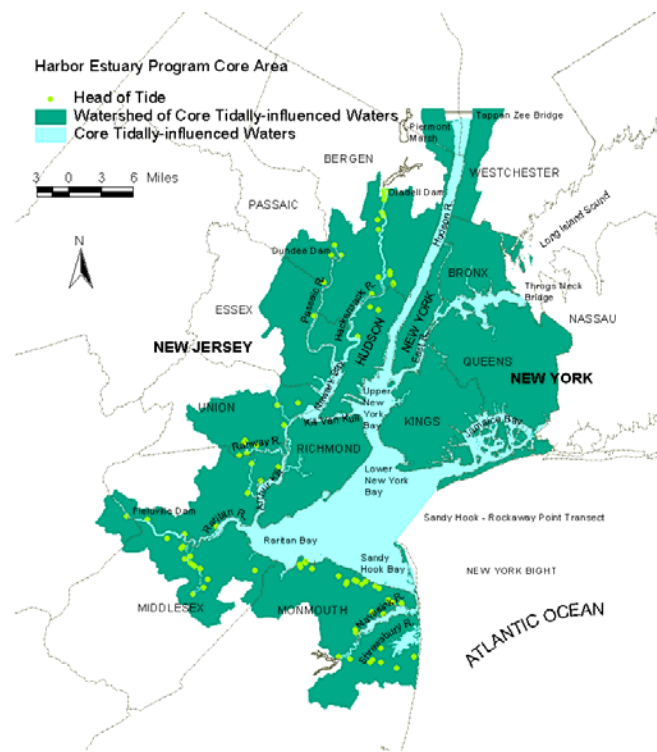 Harbor Estuary Program Core Area
Head of Tide
Watershed of Core Tidally-influenced Waters
Core Tidally-influenced Waters
3 0 3 6 Miles
N
Tappan Zee Bridge
Piermont
Marsh
BERGEN
WESTCHESTER
Oradell Dam
PASSAIC
Hudson R.
Long Island Sound
Dundee Dam
BRONX
Throgs Neck
Bridge
Passaic R.
Hackensack R.
ESSEX
NEW YORK
NASSAU
HUDSON
East R.
NEW JERSEY
QUEENS
NEW YORK
Newark Bay
UNION
Upper
New
York
Bay
KINGS
Kill Van Kull
Jamaica Bay
Rahway R.
RICHMOND
Lower
New York
Bay
Arthur Kill
Fieldville Dam
Raritan R.
Sandy Hook - Rockaway Point Transect
Raritan Bay
Sandy
Hook Bay
NEW YORK BIGHT
MIDDLESEX
MONMOUTH
Navesink R.
ATLANTIC OCEAN
Shrewsbury R.